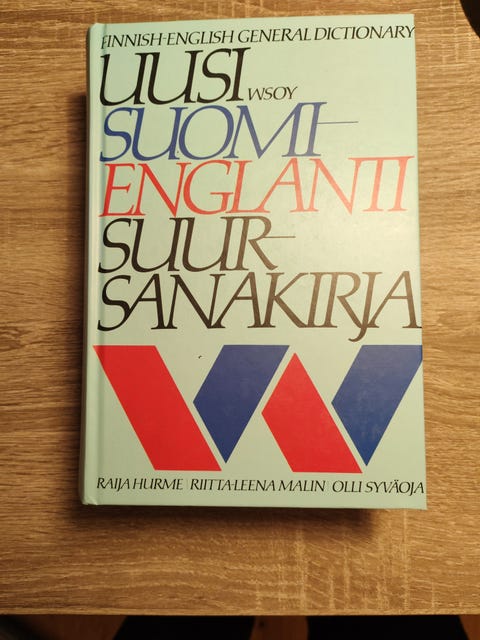 FINNISH-ENGLISH GENERAL DICTIONARY
UUSI WSOY
SUOMI-
ENGLANTI
SUUR-
SANAKIRJA
RAIJA HURME RIITTA-LEENA MALIN OLLI SYVÄOJA